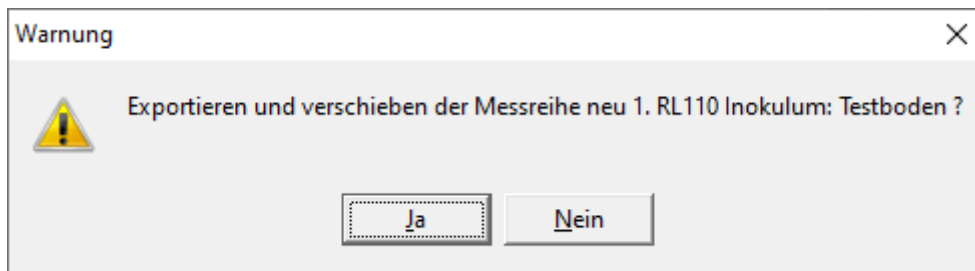 Warnung
Exportieren und verschieben der Messreihe neu 1. RL110 Inokulum: Testboden ?
Ja
Nein